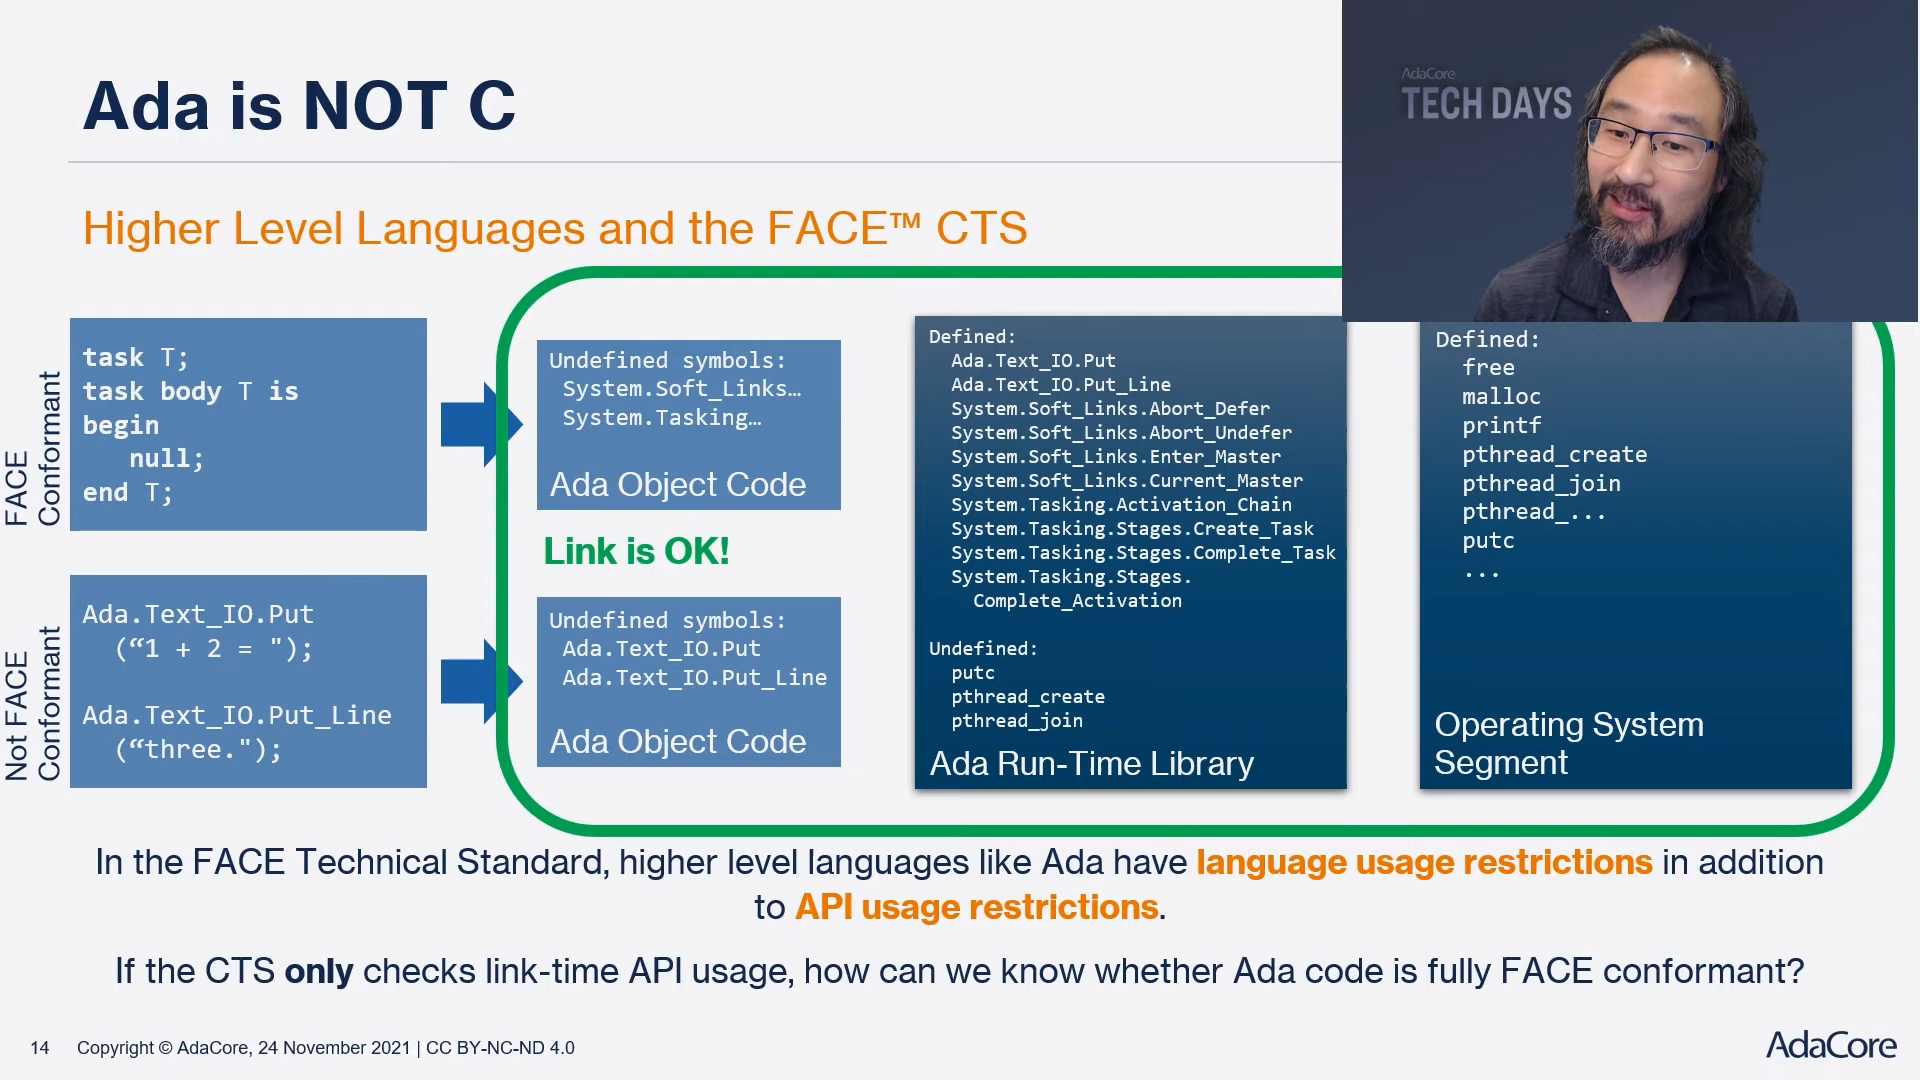 Ada is NOT C
AdaCore
TECH DAYS
Higher Level Languages and the FACE™ CTS
FACE
Conformant
task T;
task body T is
begin
null;
end T;
Undefined symbols:
System.Soft_Links…
System.Tasking…
Ada Object Code
Link is OK!
Not FACE
Conformant
Ada.Text_IO.Put
(“1 + 2 = ");
Ada.Text_IO.Put_Line
(“three.");
Undefined symbols:
Ada.Text_IO.Put
Ada.Text_IO.Put_Line
Ada Object Code
Defined:
Ada.Text_IO.Put
Ada.Text_IO.Put_Line
System.Soft_Links.Abort_Defer
System.Soft_Links.Abort_Undefer
System.Soft_Links.Enter_Master
System.Soft_Links.Current_Master
System.Tasking.Activation_Chain
System.Tasking.Stages.Create_Task
System.Tasking.Stages.Complete_Task
System.Tasking.Stages.
Complete_Activation
Undefined:
putc
pthread_create
pthread_join
Ada Run-Time Library
Defined:
free
malloc
printf
pthread_create
pthread_join
pthread_...
putc
...
Operating System
Segment
In the FACE Technical Standard, higher level languages like Ada have language usage restrictions in addition
to API usage restrictions.
If the CTS only checks link-time API usage, how can we know whether Ada code is fully FACE conformant?
14 Copyright © AdaCore, 24 November 2021 | CC BY-NC-ND 4.0
AdaCore